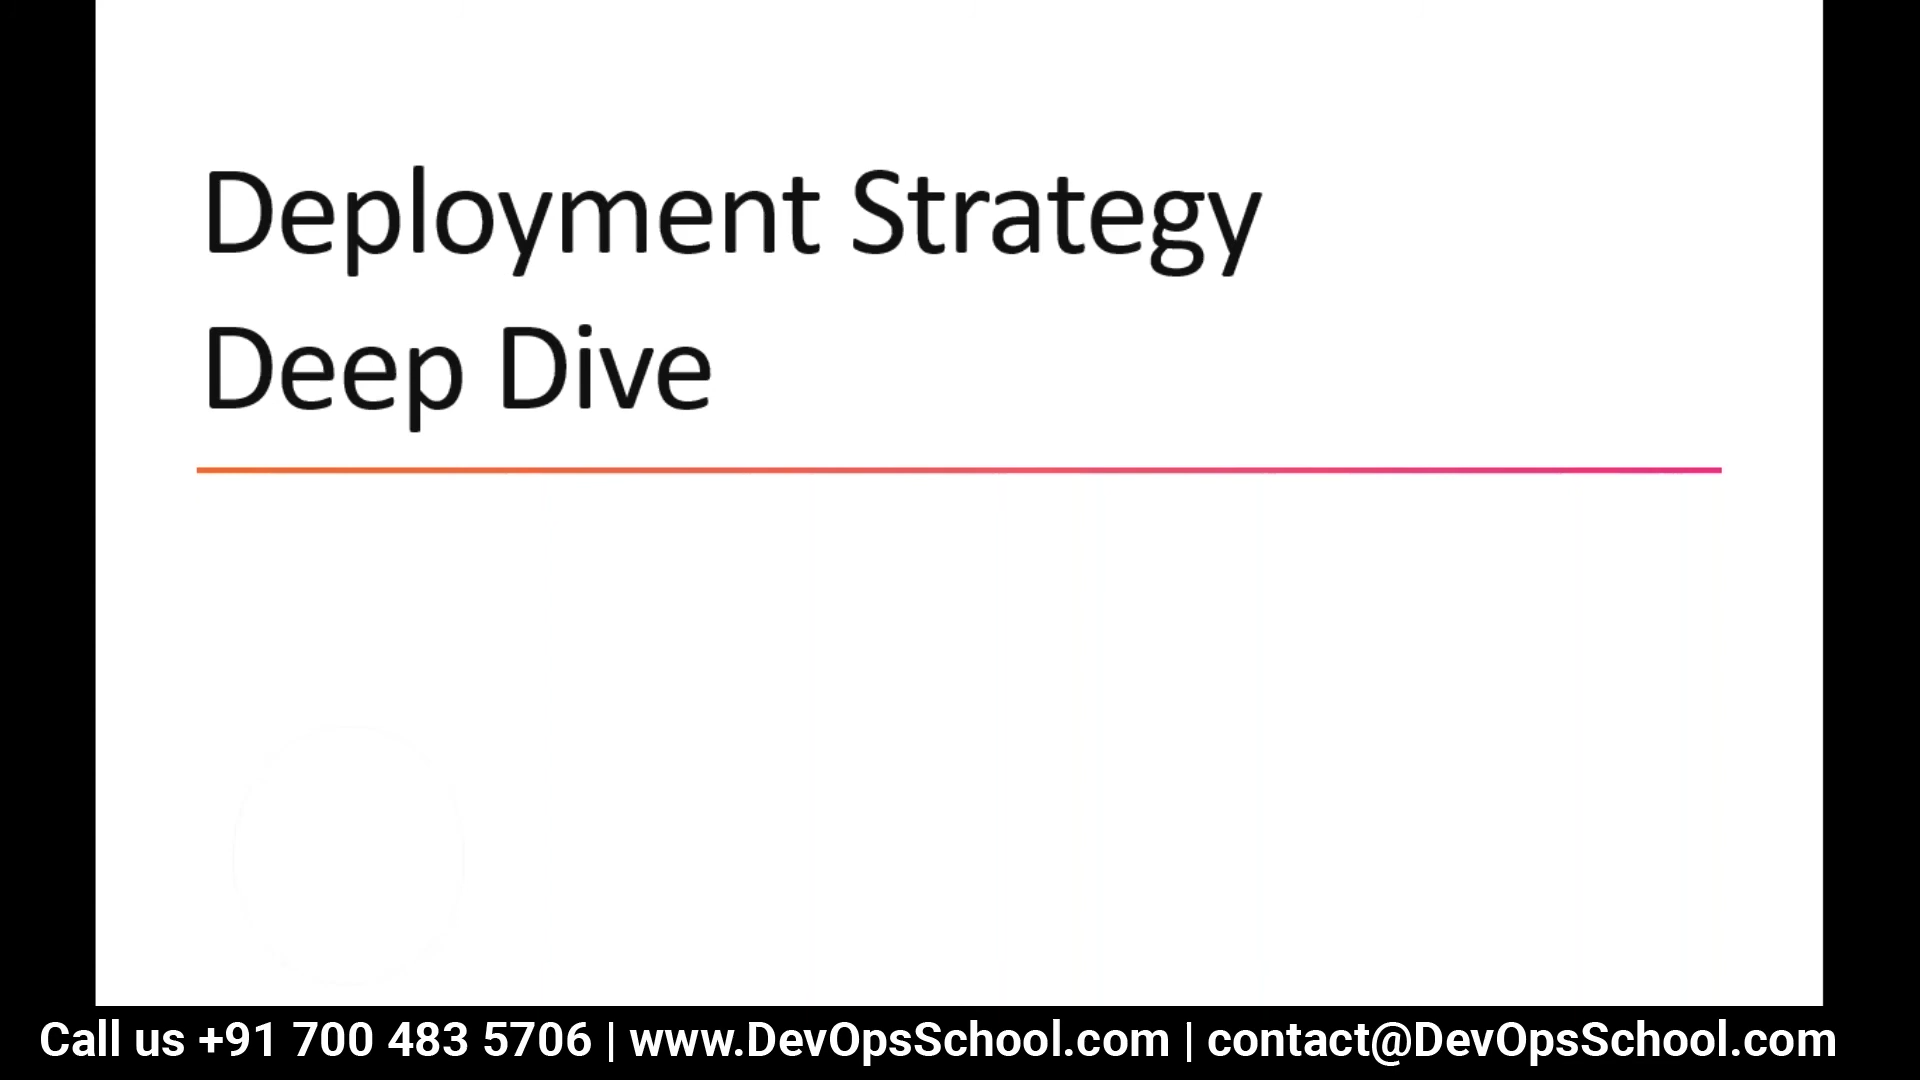 Deployment Strategy
Deep Dive
Call us +91 700 483 5706 | www.DevOpsSchool.com | contact@DevOpsSchool.com